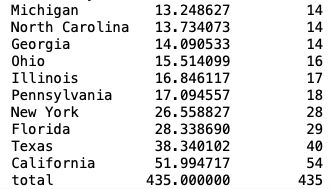 Michigan 13.248627 14
North Carolina 13.734073 14
Georgia 14.090533 14
Ohio 15.514099 16
Illinois 16.846117 17
Pennsylvania 17.094557 18
New York 26.558827 28
Florida 28.338690 29
Texas 38.340102 40
California 51.994717 54
total 435.000000 435